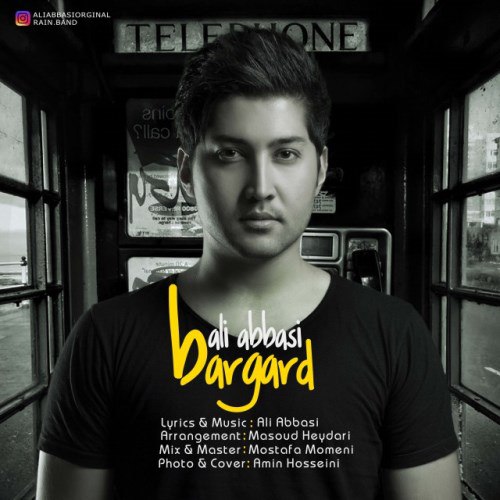 ALIABBASIORGINAL
RAIN.BAND
TELEPHONE
ali abbasi
bargard
Lyrics & Music : Ali Abbasi
Arrangement : Masoud Heydari
Mix & Master : Mostafa Momeni
Photo & Cover : Amin Hosseini